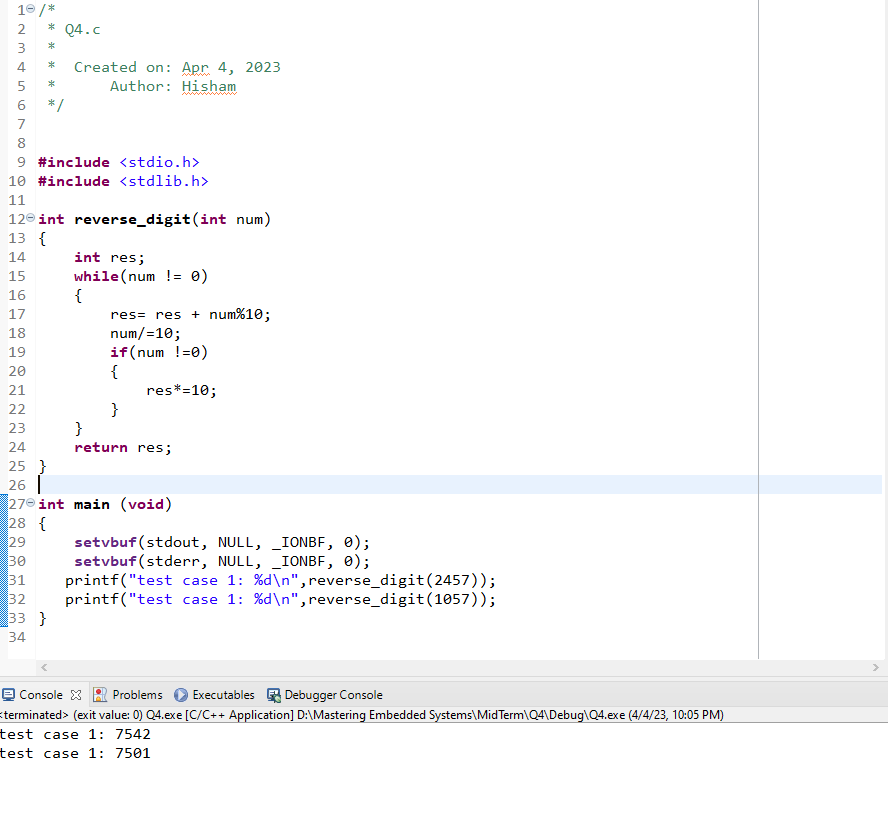 1 /*
2  * Q4.c
3  *
4  *  Created on: Apr 4, 2023
5  *      Author: Hisham
6  */
7
8
9 #include <stdio.h>
10 #include <stdlib.h>
11
12 int reverse_digit(int num)
13 {
14     int res;
15     while(num != 0)
16     {
17         res= res + num%10;
18         num/=10;
19         if(num !=0)
20         {
21             res*=10;
22         }
23     }
24     return res;
25 }
26
27 int main (void)
28 {
29     setvbuf(stdout, NULL, _IONBF, 0);
30     setvbuf(stderr, NULL, _IONBF, 0);
31    printf("test case 1: %d\n",reverse_digit(2457));
32    printf("test case 1: %d\n",reverse_digit(1057));
33 }
34
Console Problems Executables Debugger Console
<terminated> (exit value: 0) Q4.exe [C/C++ Application] D:\Mastering Embedded Systems\MidTerm\Q4\Debug\Q4.exe (4/4/23, 10:05 PM)
test case 1: 7542
test case 1: 7501